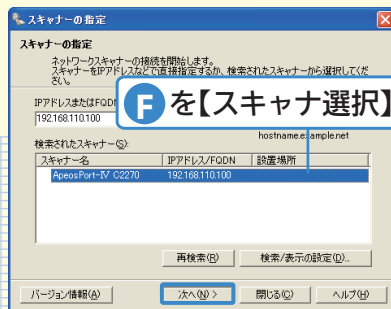 スキャナーの指定
スキャナーの指定
ネットワークスキャナーの接続を開始します。
スキャナーをIPアドレスなどで直接指定するか、検索されたスキャナーから選択してください。
IPアドレスまたはFQDN
F を【スキャナ選択】
192.168.110.100
hostname.example.net
検索されたスキャナー(S):
スキャナー名 IPアドレス/FQDN 設置場所
ApeosPort-IV C2270 192.168.110.100
再検索(R) 検索/表示の設定(D)...
バージョン情報(A) 次へ(N) > 閉じる(C) ヘルプ(H)